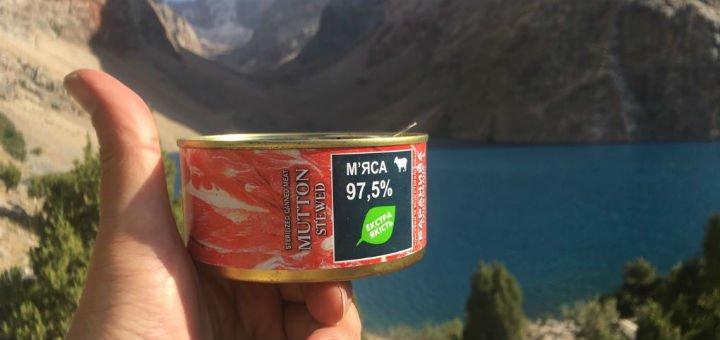 STERILIZED CANNED MEAT
MUTTON
STEWED
М'ЯСА
97,5%
ЕКСТРА
ЯКІСТЬ